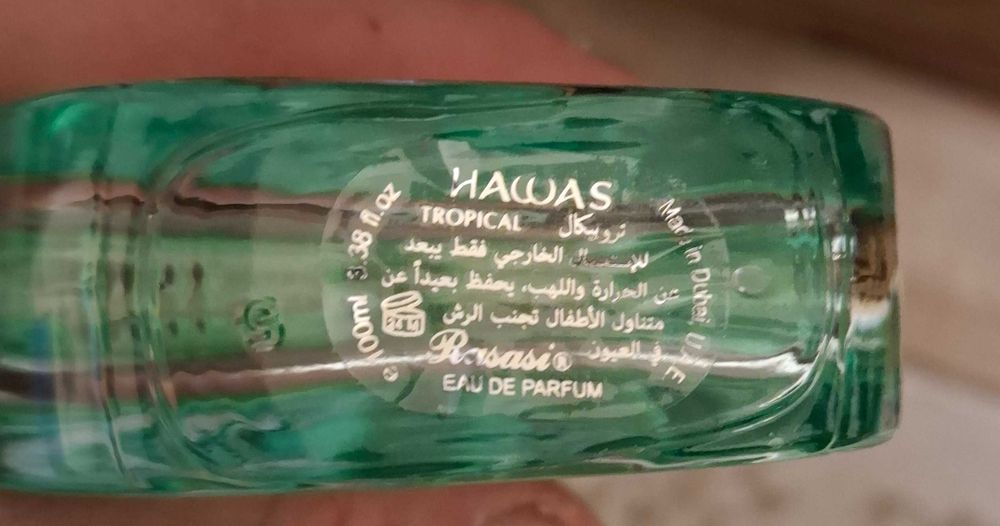 HAWAS
TROPICAL تروبيكال
للإستعمال الخارجي فقط يبعد
عن الحرارة واللهب، يحفظ بعيداً عن
متناول الأطفال تجنب الرش
في العيون
Rasasi®
EAU DE PARFUM
100ml 3.38 fl.oz
Made in Dubai, U.A.E